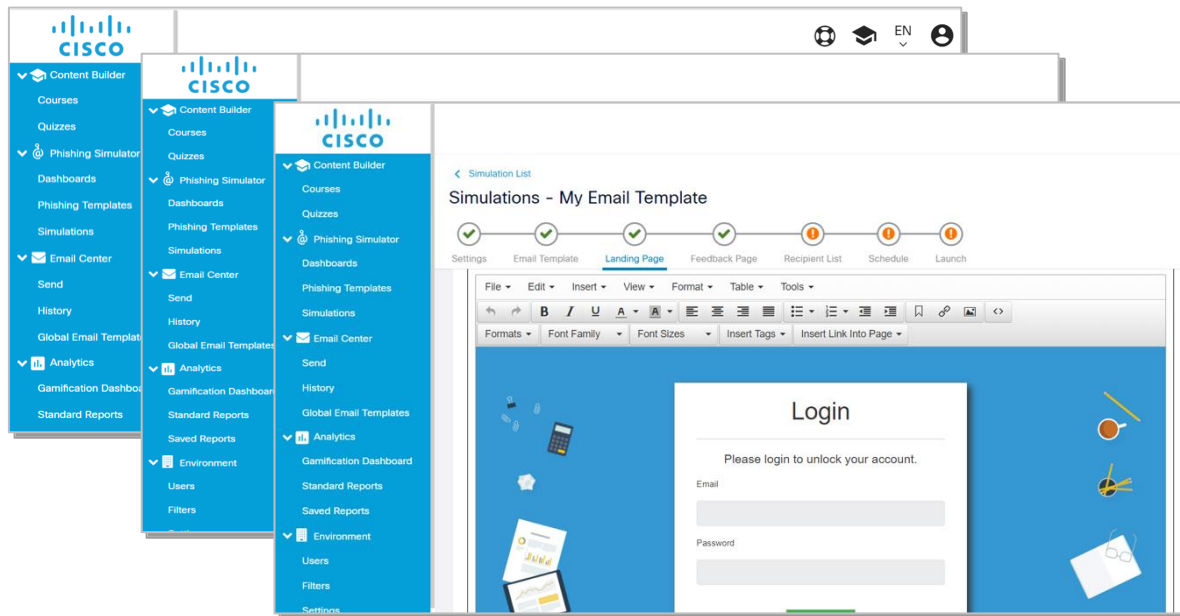 CISCO
EN
Content Builder
Courses
Quizzes
Phishing Simulator
Dashboards
Phishing Templates
Simulations
Email Center
Send
History
Global Email Templat
Analytics
Gamification Dashboa
Standard Reports
CISCO
Content Builder
Courses
Quizzes
Phishing Simulator
Dashboards
Phishing Templates
Simulations
Email Center
Send
History
Global Email Templates
Analytics
Gamification Dashboar
Standard Reports
Saved Reports
Environment
Users
Filters
CISCO
Content Builder
Courses
Quizzes
Phishing Simulator
Dashboards
Phishing Templates
Simulations
Email Center
Send
History
Global Email Templates
Analytics
Gamification Dashboard
Standard Reports
Saved Reports
Environment
Users
Filters
Settings
Simulation List
Simulations - My Email Template
Settings Email Template Landing Page Feedback Page Recipient List Schedule Launch
File Edit Insert View Format Table Tools
B I U A A
Formats Font Family Font Sizes Insert Tags Insert Link Into Page
Login
Please login to unlock your account.
Email
Password